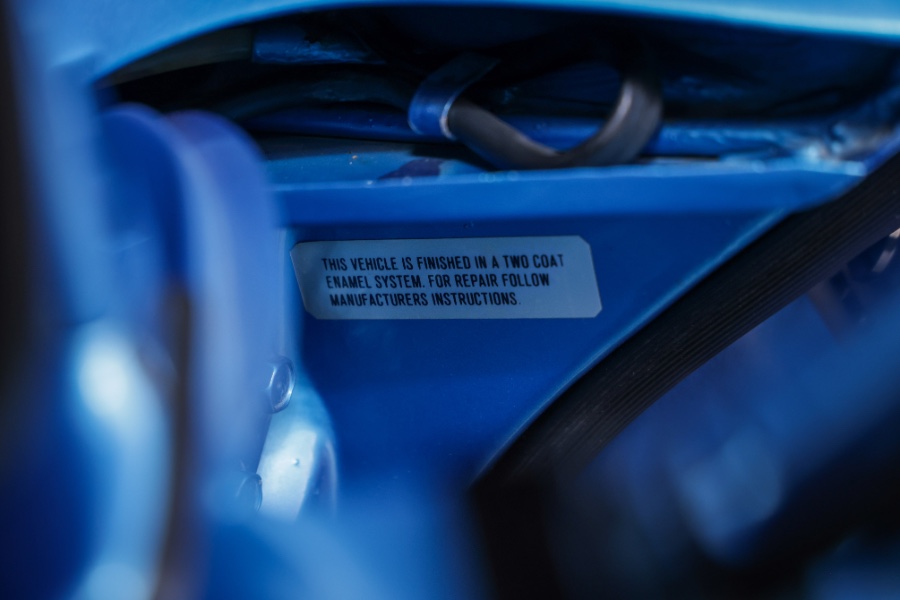 THIS VEHICLE IS FINISHED IN A TWO COAT
ENAMEL SYSTEM. FOR REPAIR FOLLOW
MANUFACTURERS INSTRUCTIONS.